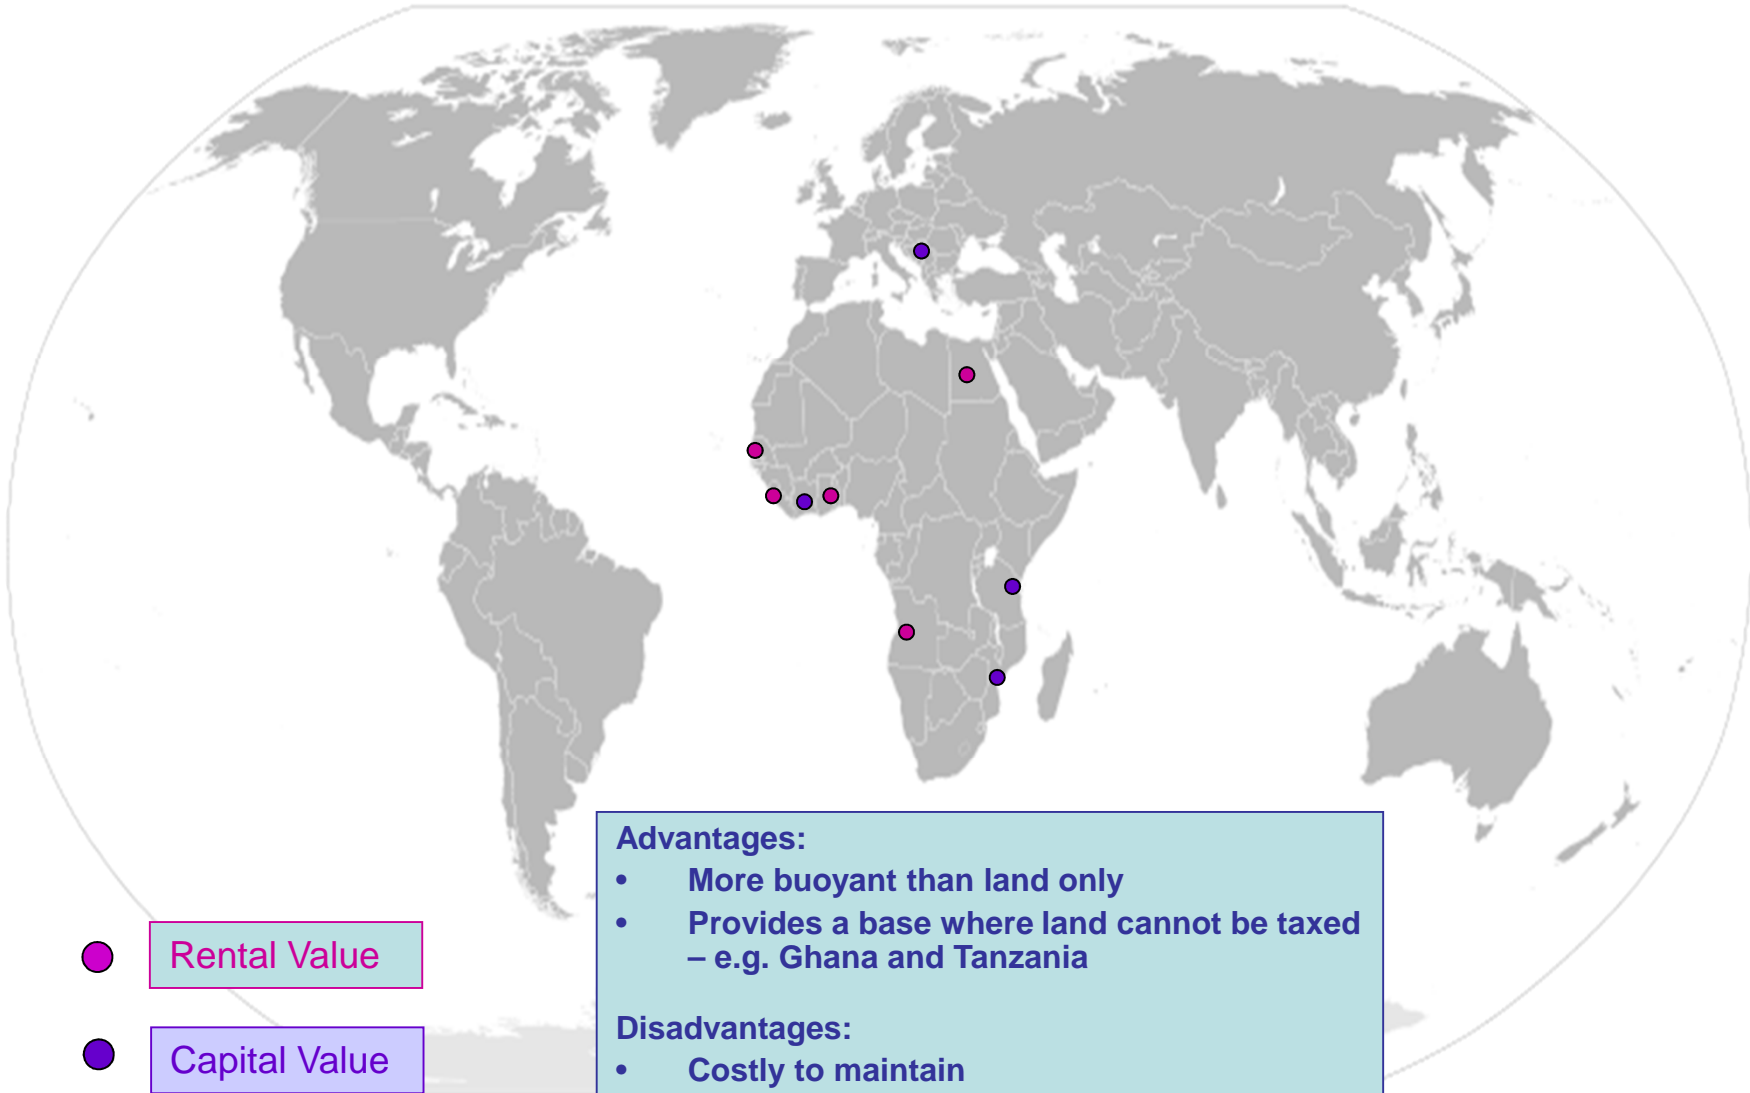 Advantages:
• More buoyant than land only
• Provides a base where land cannot be taxed
– e.g. Ghana and Tanzania
Disadvantages:
• Costly to maintain
Rental Value
Capital Value